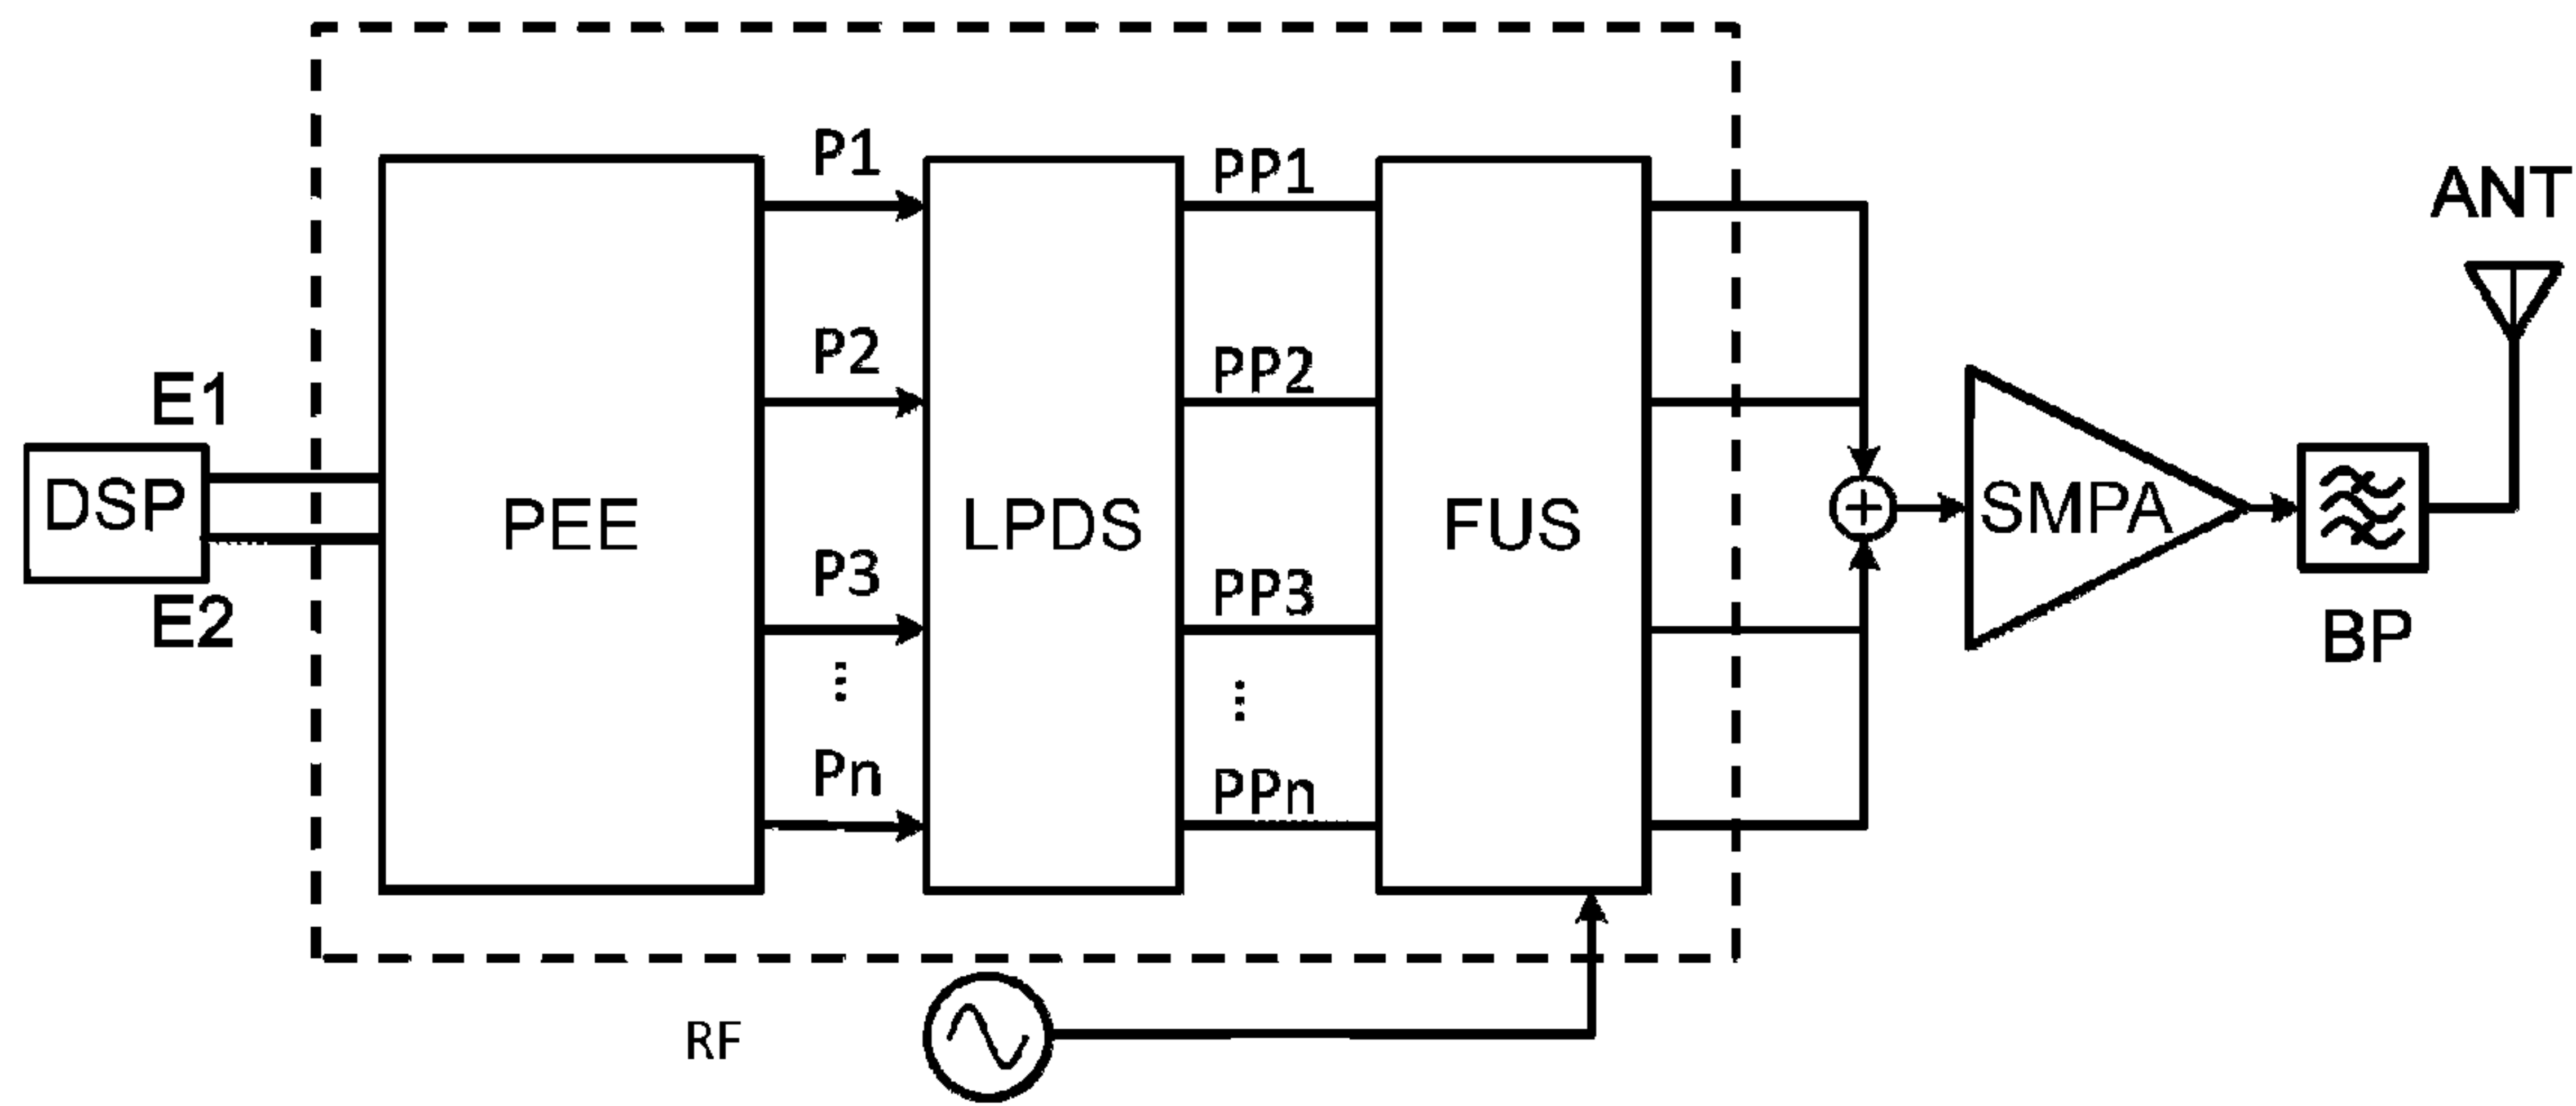 P1
PP1
ANT
P2
PP2
E1
DSP
PEE
LPDS
FUS
SMPA
E2
P3
PP3
BP
...
...
Pn
PPn
RF